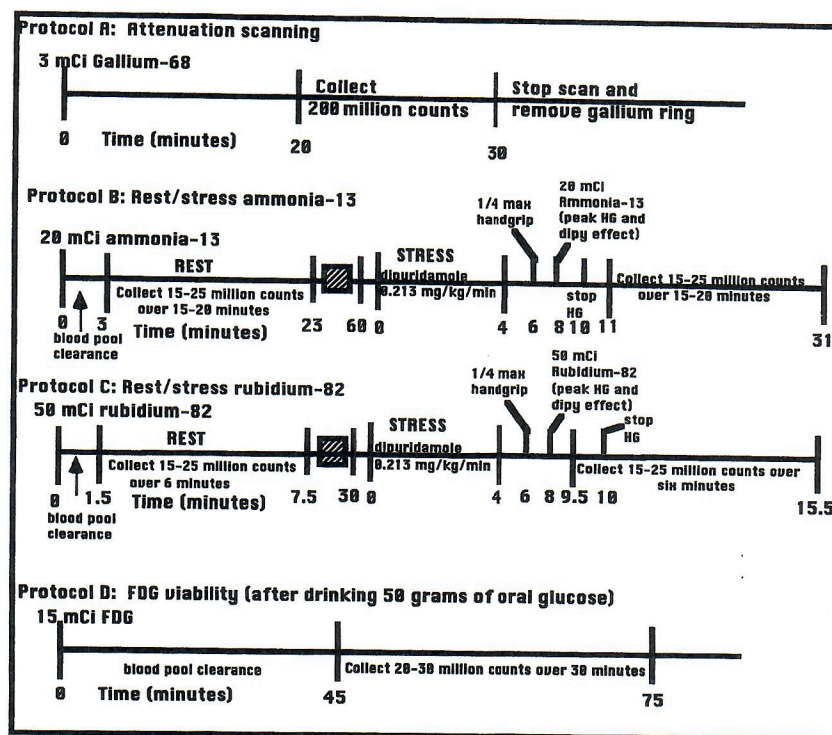 Protocol A: Attenuation scanning
3 mCi Gallium-68
Collect
200 million counts
Stop scan and
remove gallium ring
0 Time (minutes) 20 30
Protocol B: Rest/stress ammonia-13
20 mCi ammonia-13
1/4 max
handgrip
20 mCi
Ammonia-13
(peak HG and
dipy effect)
REST
Collect 15-25 million counts
over 15-20 minutes
STRESS
dipyridamole
0.213 mg/kg/min
stop
HG
Collect 15-25 million counts
over 15-20 minutes
0 3 Time (minutes) 23 60 0 4 6 8 10 11 31
blood pool
clearance
Protocol C: Rest/stress rubidium-82
50 mCi rubidium-82
1/4 max
handgrip
50 mCi
Rubidium-82
(peak HG and
dipy effect)
stop
HG
REST
Collect 15-25 million counts
over 6 minutes
STRESS
dipyridamole
0.213 mg/kg/min
Collect 15-25 million counts over
six minutes
0 1.5 Time (minutes) 7.5 30 0 4 6 8 9.5 10 15.5
blood pool
clearance
Protocol D: FDG viability (after drinking 50 grams of oral glucose)
15 mCi FDG
blood pool clearance
Collect 20-30 million counts over 30 minutes
0 Time (minutes) 45 75